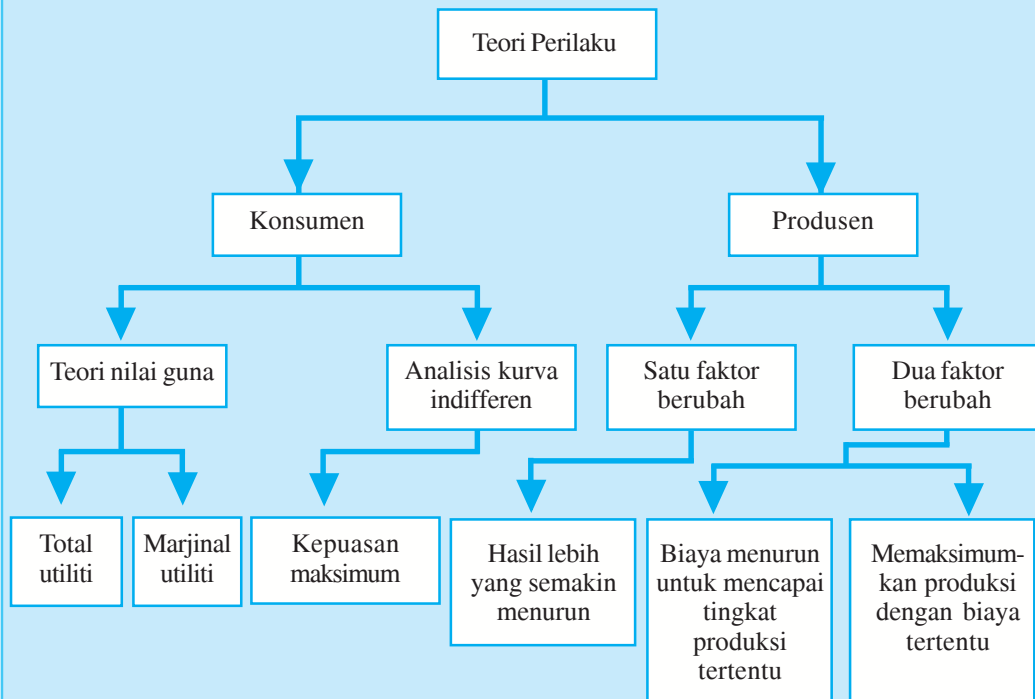 Teori Perilaku
Konsumen
Produsen
Teori nilai guna
Analisis kurva
indifferen
Satu faktor
berubah
Dua faktor
berubah
Total
utiliti
Marjinal
utiliti
Kepuasan
maksimum
Hasil lebih
yang semakin
menurun
Biaya menurun
untuk mencapai
tingkat
produksi
tertentu
Memaksimum-
kan produksi
dengan biaya
tertentu